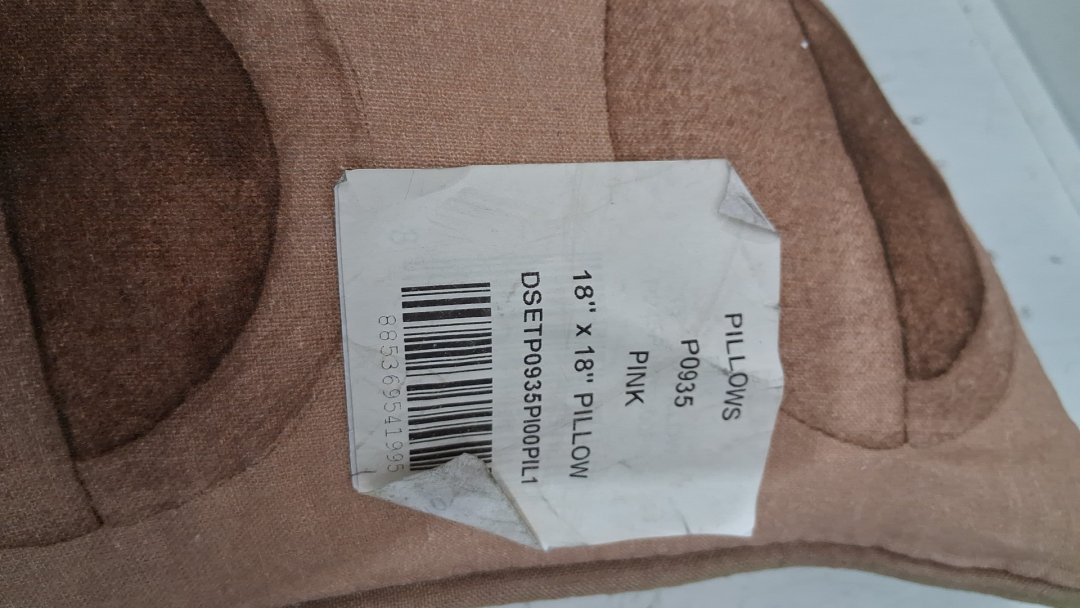 PILLOWS
P0935
PINK
18" x 18" PILLOW
DSETP0935PI00PIL1
885369541995